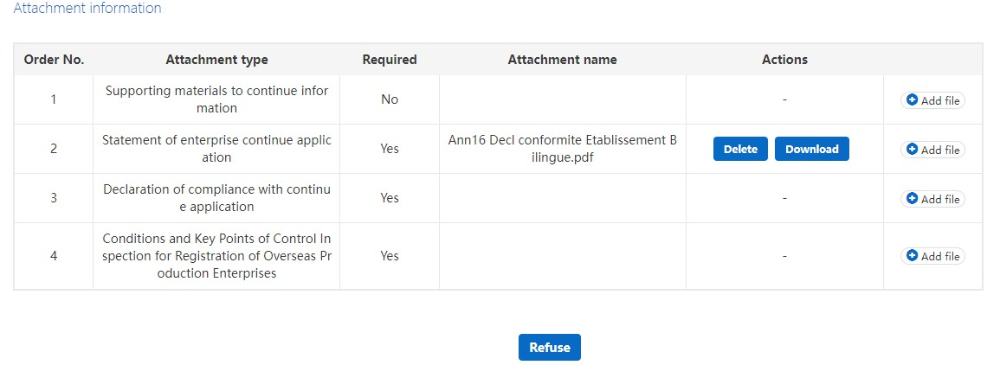 Attachment information
Order No. Attachment type Required Attachment name Actions
1 Supporting materials to continue infor
mation No - Add file
2 Statement of enterprise continue applic
ation Yes Ann16 Decl conformite Etablissement B
ilingue.pdf Delete Download Add file
3 Declaration of compliance with continu
e application Yes - Add file
4 Conditions and Key Points of Control In
spection for Registration of Overseas Pr
oduction Enterprises Yes - Add file
Refuse